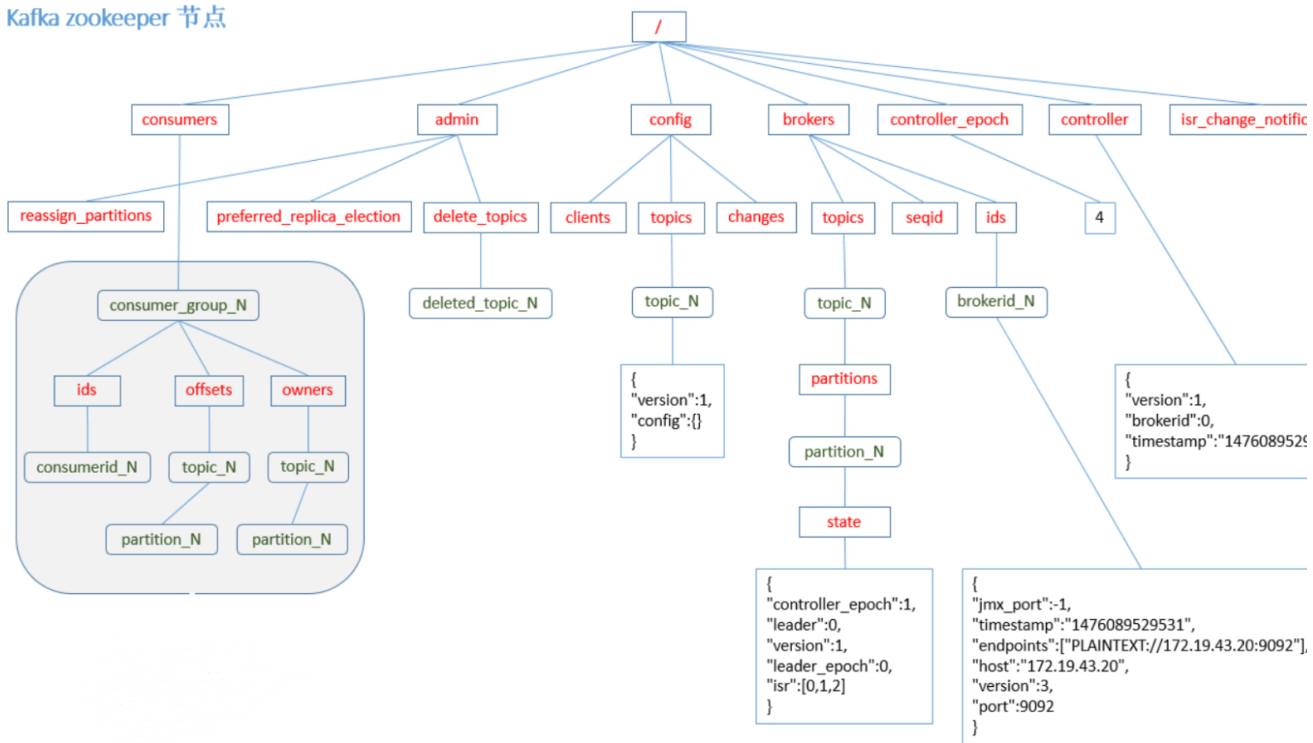 Kafka zookeeper 节点
/
consumers
admin
config
brokers
controller_epoch
controller
isr_change_notific
reassign_partitions
preferred_replica_election
delete_topics
clients
topics
changes
topics
seqid
ids
4
consumer_group_N
deleted_topic_N
topic_N
topic_N
brokerid_N
ids
offsets
owners
consumerid_N
topic_N
topic_N
partition_N
partition_N
{
"version":1,
"config":{}
}
partitions
partition_N
state
{
"controller_epoch":1,
"leader":0,
"version":1,
"leader_epoch":0,
"isr":[0,1,2]
}
{
"jmx_port":-1,
"timestamp":"1476089529531",
"endpoints":["PLAINTEXT://172.19.43.20:9092"],
"host":"172.19.43.20",
"version":3,
"port":9092
}
{
"version":1,
"brokerid":0,
"timestamp":"1476089529
}